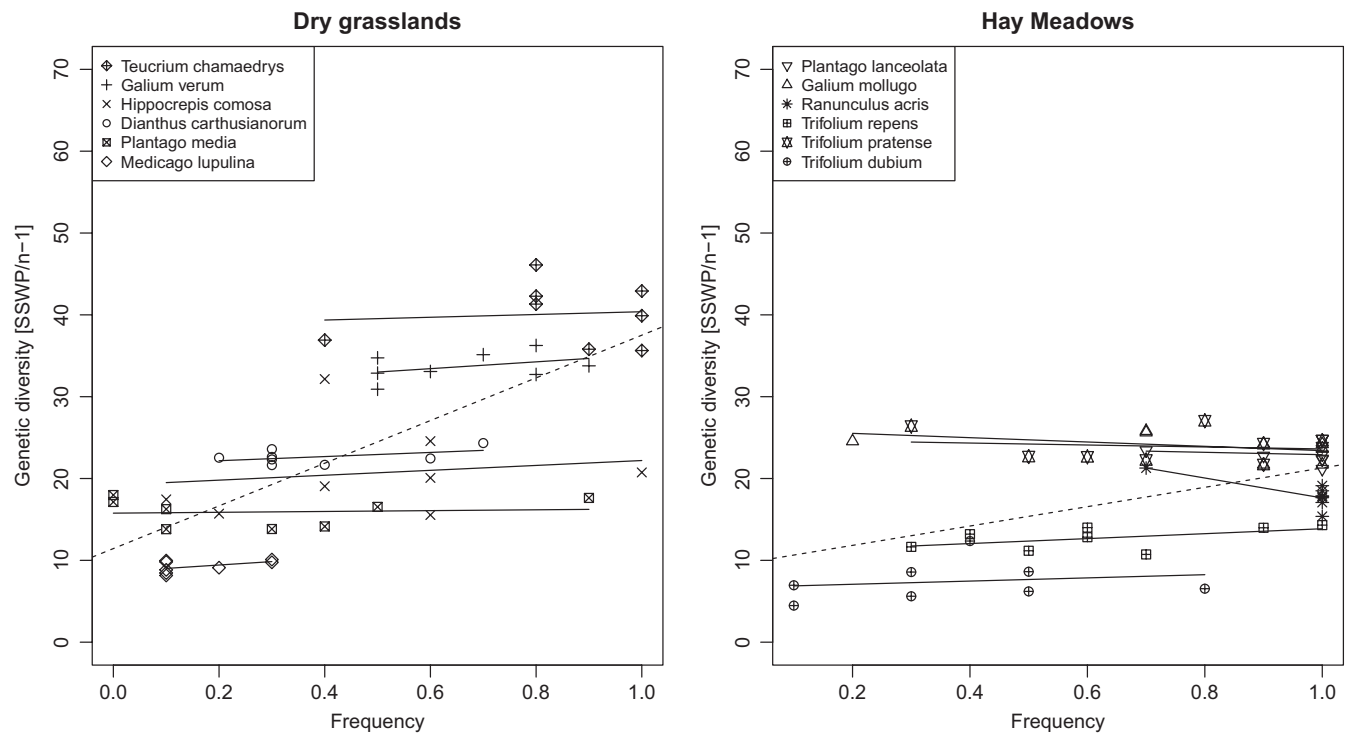 Dry grasslands
Genetic diversity [SSWP/n−1]
70
60
50
40
30
20
10
0
Teucrium chamaedrys
Galium verum
Hippocrepis comosa
Dianthus carthusianorum
Plantago media
Medicago lupulina
0.0 0.2 0.4 0.6 0.8 1.0
Frequency
Hay Meadows
Genetic diversity [SSWP/n−1]
70
60
50
40
30
20
10
0
Plantago lanceolata
Galium mollugo
Ranunculus acris
Trifolium repens
Trifolium pratense
Trifolium dubium
0.2 0.4 0.6 0.8 1.0
Frequency